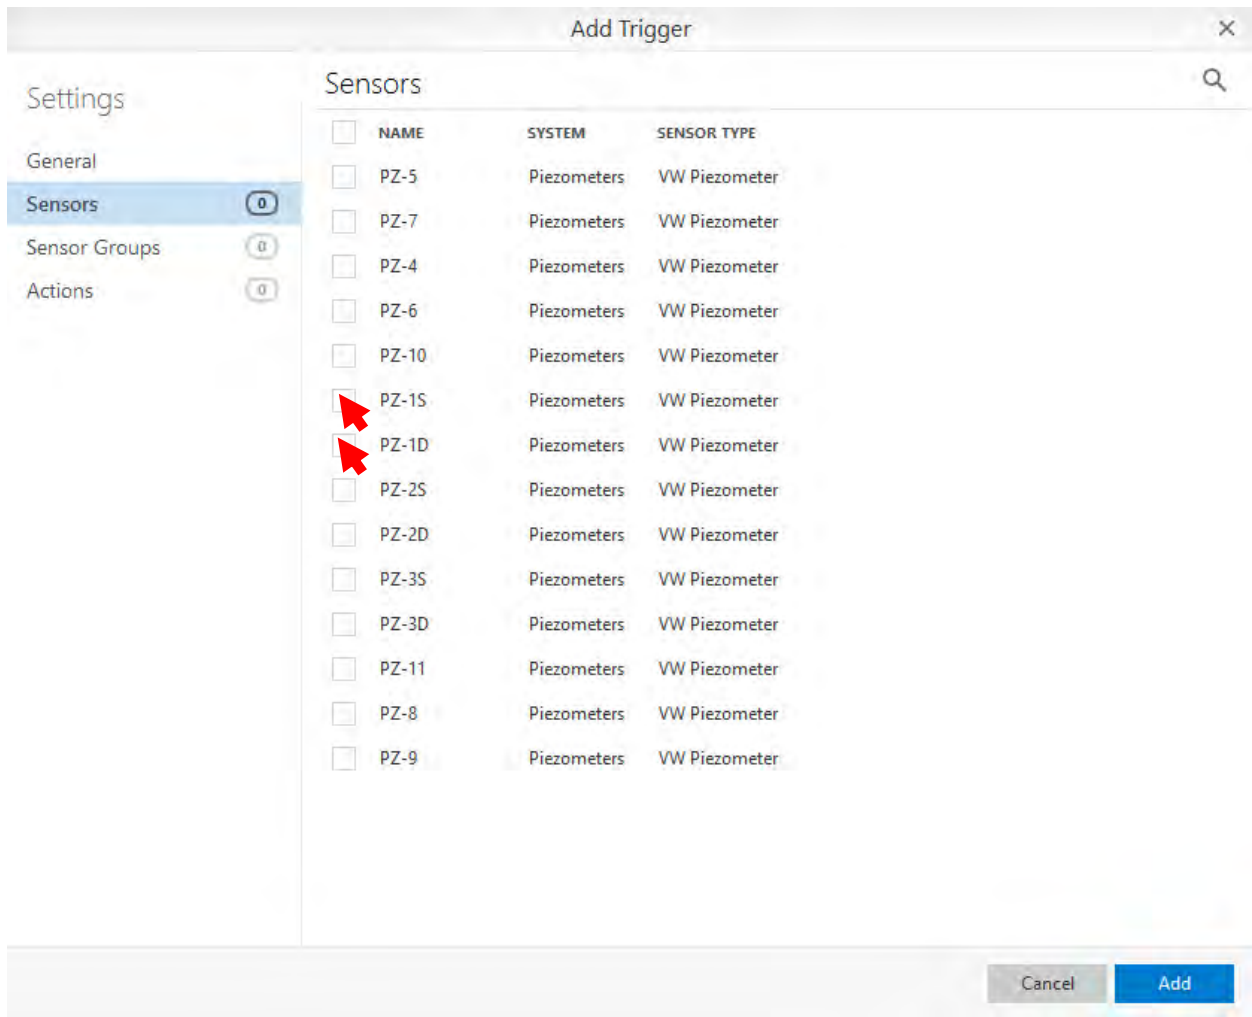 Add Trigger
Settings
General
Sensors 0
Sensor Groups 0
Actions 0
Sensors
NAME SYSTEM SENSOR TYPE
PZ-5 Piezometers VW Piezometer
PZ-7 Piezometers VW Piezometer
PZ-4 Piezometers VW Piezometer
PZ-6 Piezometers VW Piezometer
PZ-10 Piezometers VW Piezometer
PZ-1S Piezometers VW Piezometer
PZ-1D Piezometers VW Piezometer
PZ-2S Piezometers VW Piezometer
PZ-2D Piezometers VW Piezometer
PZ-3S Piezometers VW Piezometer
PZ-3D Piezometers VW Piezometer
PZ-11 Piezometers VW Piezometer
PZ-8 Piezometers VW Piezometer
PZ-9 Piezometers VW Piezometer
Cancel Add